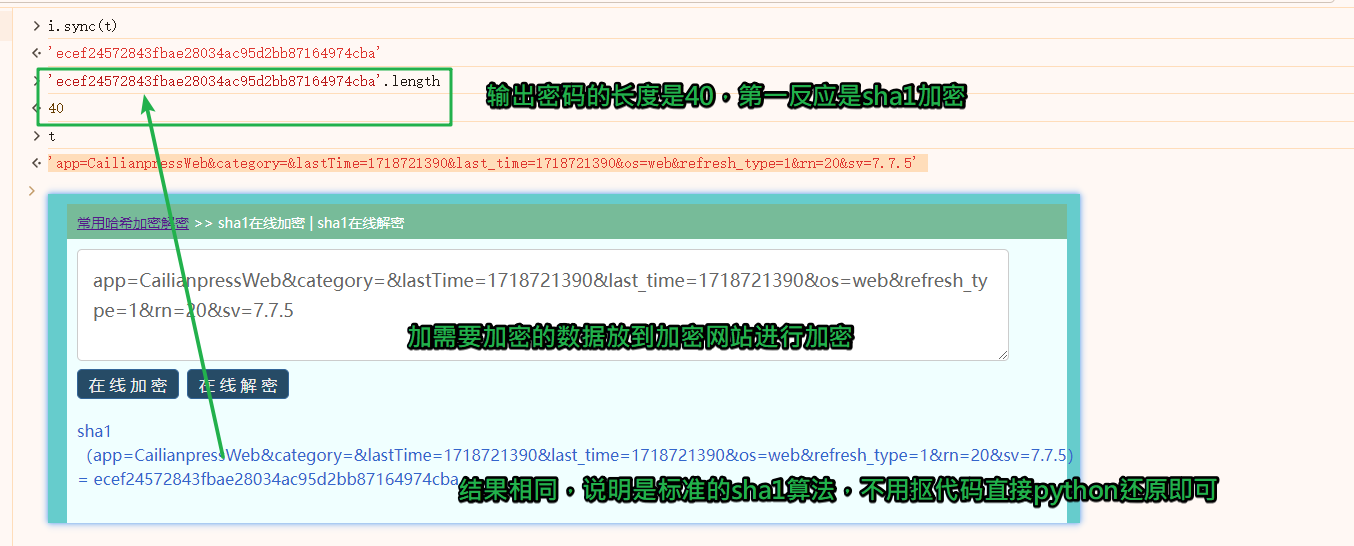 i.sync(t)
'ecef24572843fbae28034ac95d2bb87164974cba'
'ecef24572843fbae28034ac95d2bb87164974cba'.length
输出密码的长度是40，第一反应是sha1加密
40
t
'app=CailianpressWeb&category=&lastTime=1718721390&last_time=1718721390&os=web&refresh_type=1&rn=20&sv=7.7.5'
常用哈希加密解密 >> sha1在线加密 | sha1在线解密
app=CailianpressWeb&category=&lastTime=1718721390&last_time=1718721390&os=web&refresh_ty
pe=1&rn=20&sv=7.7.5
加需要加密的数据放到加密网站进行加密
在线加密 在线解密
sha1
(app=CailianpressWeb&category=&lastTime=1718721390&last_time=1718721390&os=web&refresh_type=1&rn=20&sv=7.7.5)
= ecef24572843fbae28034ac95d2bb87164974cba
结果相同，说明是标准的sha1算法，不用抠代码直接python还原即可